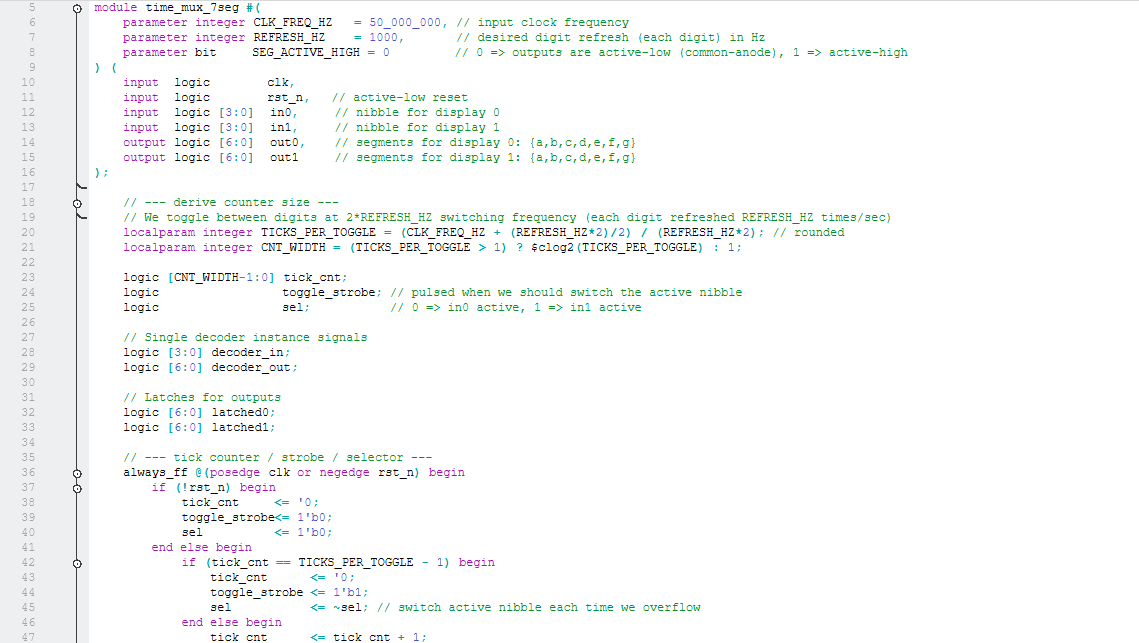 5 module time_mux_7seg #(
6     parameter integer CLK_FREQ_HZ   = 50_000_000, // input clock frequency
7     parameter integer REFRESH_HZ    = 1000,       // desired digit refresh (each digit) in Hz
8     parameter bit     SEG_ACTIVE_HIGH = 0         // 0 => outputs are active-low (common-anode), 1 => active-high
9 ) (
10     input  logic        clk,
11     input  logic        rst_n,   // active-low reset
12     input  logic [3:0]  in0,     // nibble for display 0
13     input  logic [3:0]  in1,     // nibble for display 1
14     output logic [6:0]  out0,    // segments for display 0: {a,b,c,d,e,f,g}
15     output logic [6:0]  out1     // segments for display 1: {a,b,c,d,e,f,g}
16 );
17
18     // --- derive counter size ---
19     // We toggle between digits at 2*REFRESH_HZ switching frequency (each digit refreshed REFRESH_HZ times/sec)
20     localparam integer TICKS_PER_TOGGLE = (CLK_FREQ_HZ + (REFRESH_HZ*2)/2) / (REFRESH_HZ*2); // rounded
21     localparam integer CNT_WIDTH = (TICKS_PER_TOGGLE > 1) ? $clog2(TICKS_PER_TOGGLE) : 1;
22
23     logic [CNT_WIDTH-1:0] tick_cnt;
24     logic                 toggle_strobe; // pulsed when we should switch the active nibble
25     logic                 sel;           // 0 => in0 active, 1 => in1 active
26
27     // Single decoder instance signals
28     logic [3:0] decoder_in;
29     logic [6:0] decoder_out;
30
31     // Latches for outputs
32     logic [6:0] latched0;
33     logic [6:0] latched1;
34
35     // --- tick counter / strobe / selector ---
36     always_ff @(posedge clk or negedge rst_n) begin
37         if (!rst_n) begin
38             tick_cnt     <= '0;
39             toggle_strobe<= 1'b0;
40             sel          <= 1'b0;
41         end else begin
42             if (tick_cnt == TICKS_PER_TOGGLE - 1) begin
43                 tick_cnt      <= '0;
44                 toggle_strobe <= 1'b1;
45                 sel           <= ~sel; // switch active nibble each time we overflow
46             end else begin
47                 tick_cnt      <= tick_cnt + 1;